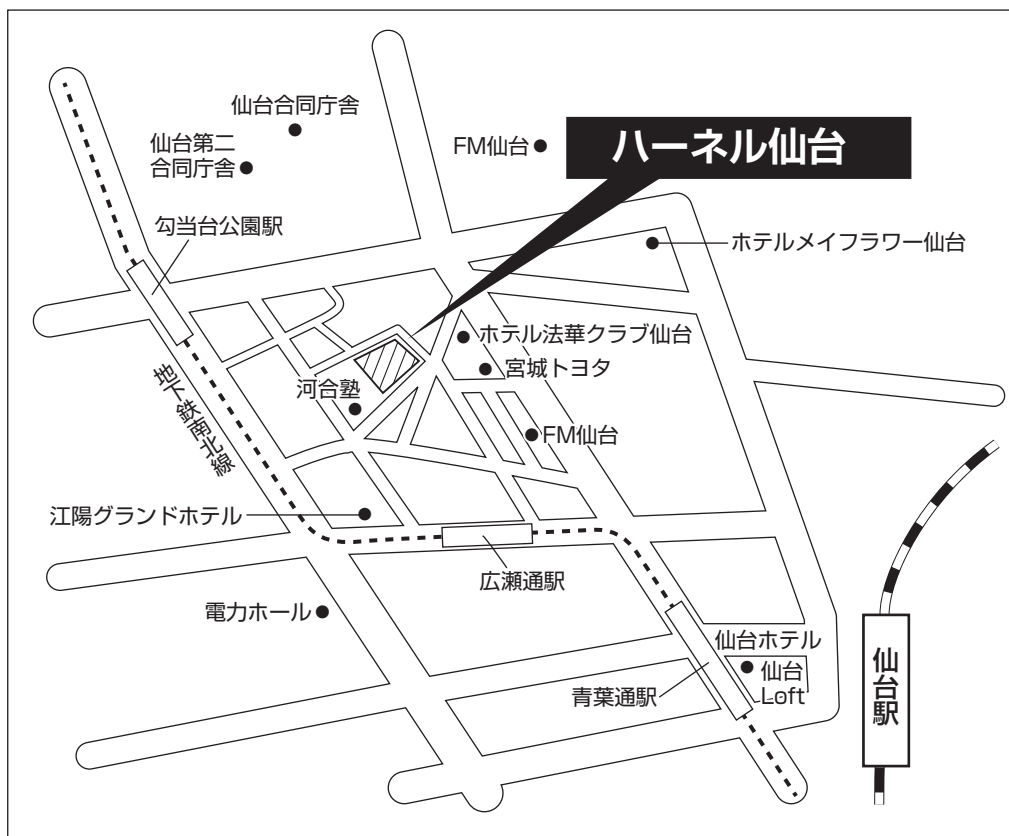 仙台合同庁舎
仙台第二
合同庁舎
FM仙台
ハーネル仙台
勾当台公園駅
ホテルメイフラワー仙台
ホテル法華クラブ仙台
宮城トヨタ
河合塾
地下鉄南北線
FM仙台
江陽グランドホテル
広瀬通駅
電力ホール
仙台ホテル
仙台
Loft
青葉通駅
仙台駅